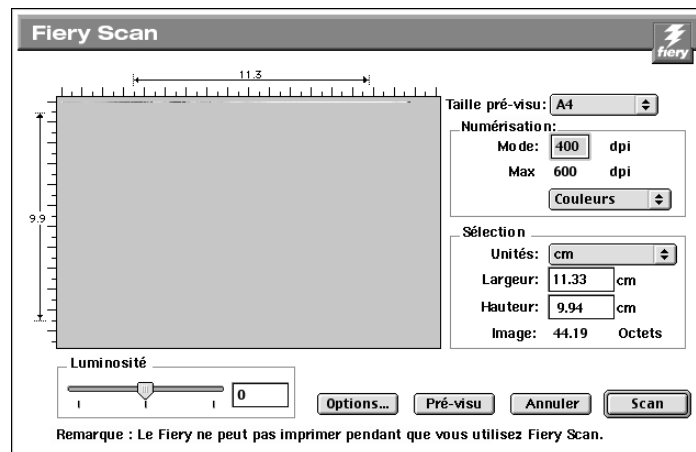 Fiery Scan
fiery
11.3
9.9
Taille pré-visu: A4
Numérisation:
Mode: 400 dpi
Max 600 dpi
Couleurs
Sélection
Unités: cm
Largeur: 11.33 cm
Hauteur: 9.94 cm
Image: 44.19 Octets
Luminosité
0
Options... Pré-visu Annuler Scan
Remarque : Le Fiery ne peut pas imprimer pendant que vous utilisez Fiery Scan.